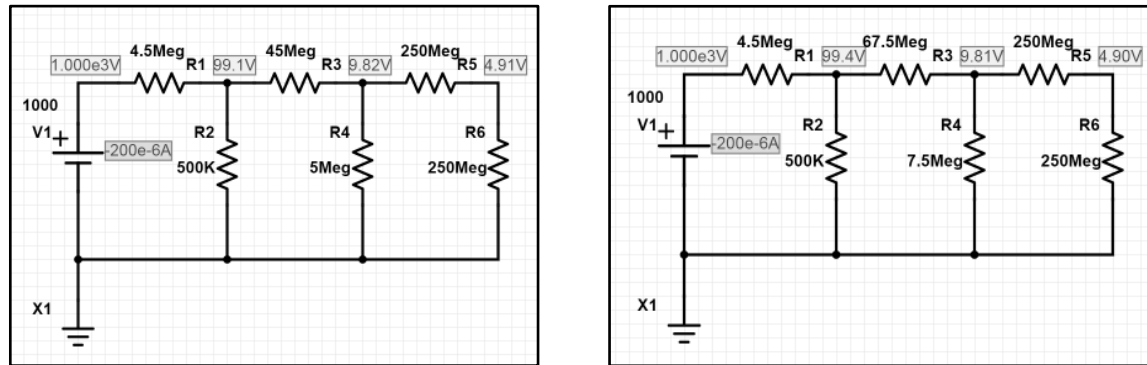 4.5Meg 45Meg 250Meg
1.000e3V R1 99.1V R3 9.82V R5 4.91V
1000
V1 R2 R4 R6
-200e-6A
500K 5Meg 250Meg
X1
4.5Meg 67.5Meg 250Meg
1.000e3V R1 99.4V R3 9.81V R5 4.90V
1000
V1 R2 R4 R6
-200e-6A
500K 7.5Meg 250Meg
X1